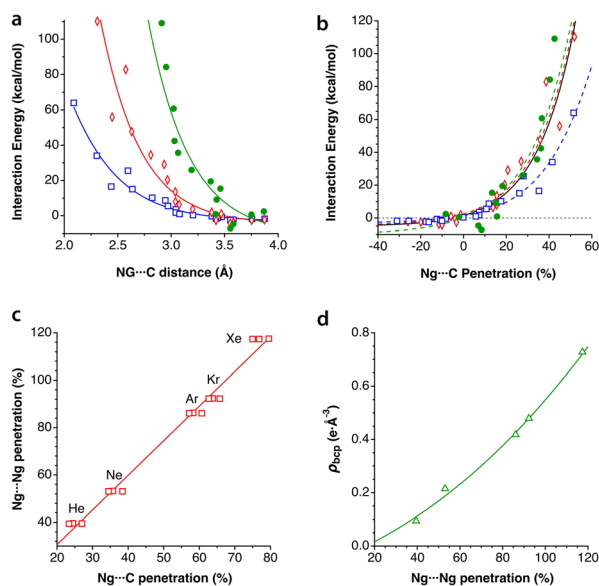 a
Interaction Energy (kcal/mol)
100
80
60
40
20
0
2.0
2.5
3.0
3.5
4.0
NG···C distance (Å)
b
Interaction Energy (kcal/mol)
120
100
80
60
40
20
0
-40
-20
0
20
40
60
Ng···C Penetration (%)
c
Ng···Ng penetration (%)
120
100
80
60
40
Xe
Kr
Ar
Ne
He
20
30
40
50
60
70
80
Ng···C penetration (%)
d
ρbcp (e·Å-3)
0.8
0.6
0.4
0.2
0.0
20
40
60
80
100
120
Ng···Ng penetration (%)